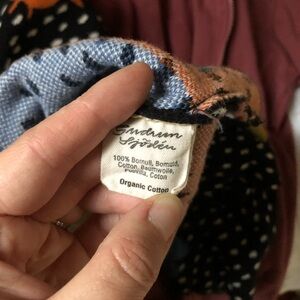 Gudrun
Sjödén
100% Bomull, Bomuld,
Cotton, Baumwolle,
Puuvilla, Coton
Organic Cotton